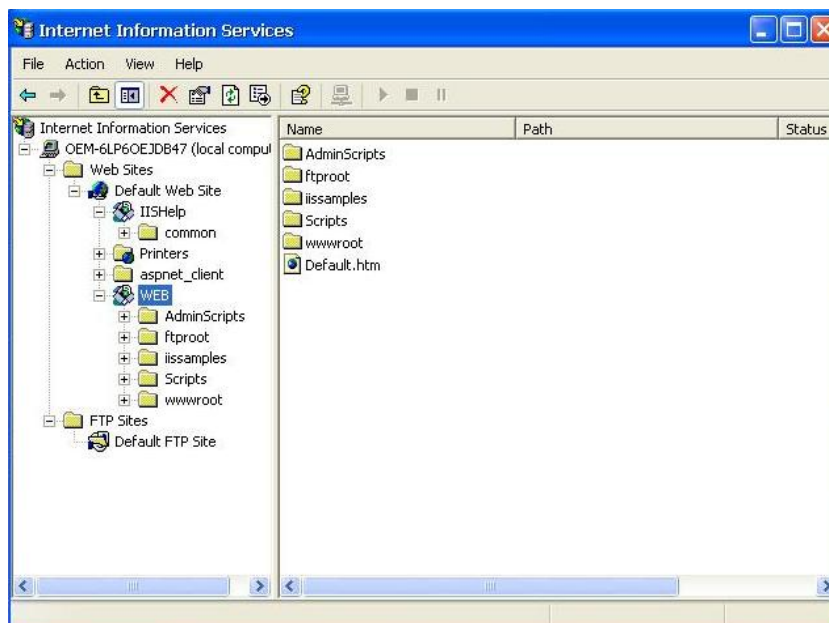 Internet Information Services
File Action View Help
Internet Information Services
OEM-6LP6OEJDB47 (local comput
Web Sites
Default Web Site
IISHelp
common
Printers
aspnet_client
WEB
AdminScripts
ftproot
iissamples
Scripts
wwwroot
FTP Sites
Default FTP Site
Name Path Status
AdminScripts
ftproot
iissamples
Scripts
wwwroot
Default.htm